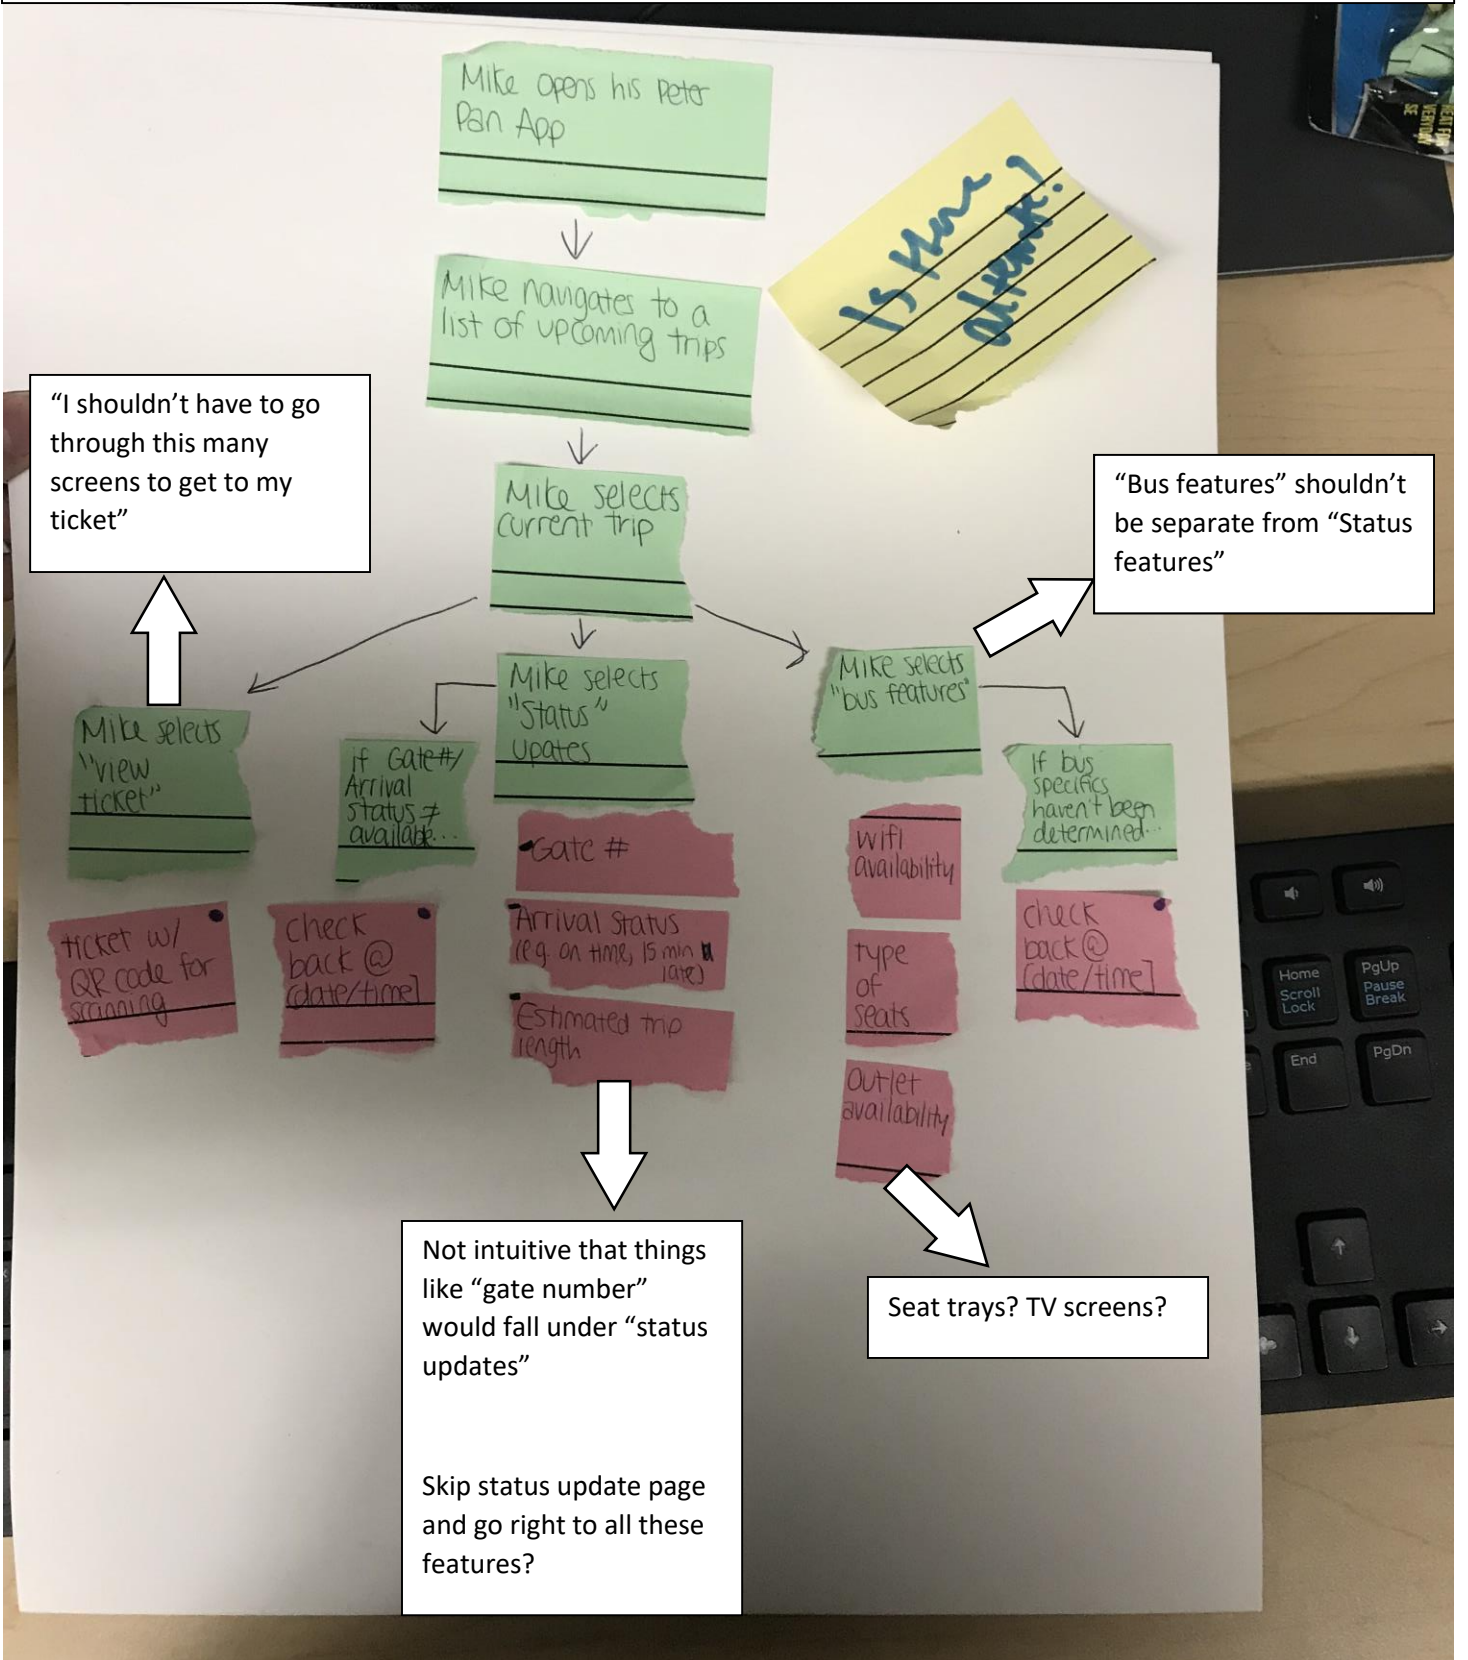 Mike opens his Peter
Pan App
Is there
alternate?
Mike navigates to a
list of upcoming trips
"I shouldn't have to go
through this many
screens to get to my
ticket"
Mike selects
current trip
"Bus features" shouldn't
be separate from "Status
features"
Mike selects
"view
ticket"
if Gate#/
Arrival
status ≠
available...
Mike selects
"Status"
upates
Mike selects
"bus features"
If bus
specifics
haven't been
determined...
ticket w/
QR code for
scanning
check
back @
[date/time]
Gate #
Arrival Status
(e.g. on time, 15 min
late)
Estimated trip
length
wifi
availability
type
of
seats
outlet
availability
check
back @
[date/time]
Not intuitive that things
like "gate number"
would fall under "status
updates"
Skip status update page
and go right to all these
features?
Seat trays? TV screens?
Home
Scroll
Lock
PgUp
Pause
Break
End
PgDn